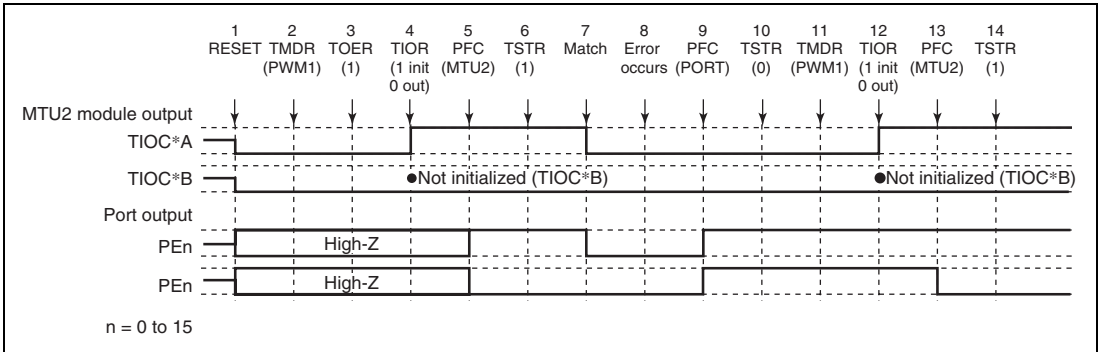 1 2 3 4 5 6 7 8 9 10 11 12 13 14
RESET TMDR TOER TIOR PFC TSTR Match Error PFC TSTR TMDR TIOR PFC TSTR
(PWM1) (1) (1 init (MTU2) (1) occurs (PORT) (0) (PWM1) (1 init (MTU2) (1)
0 out) 0 out)
MTU2 module output
TIOC*A
TIOC*B ●Not initialized (TIOC*B) ●Not initialized (TIOC*B)
Port output
PEn High-Z
PEn High-Z
n = 0 to 15